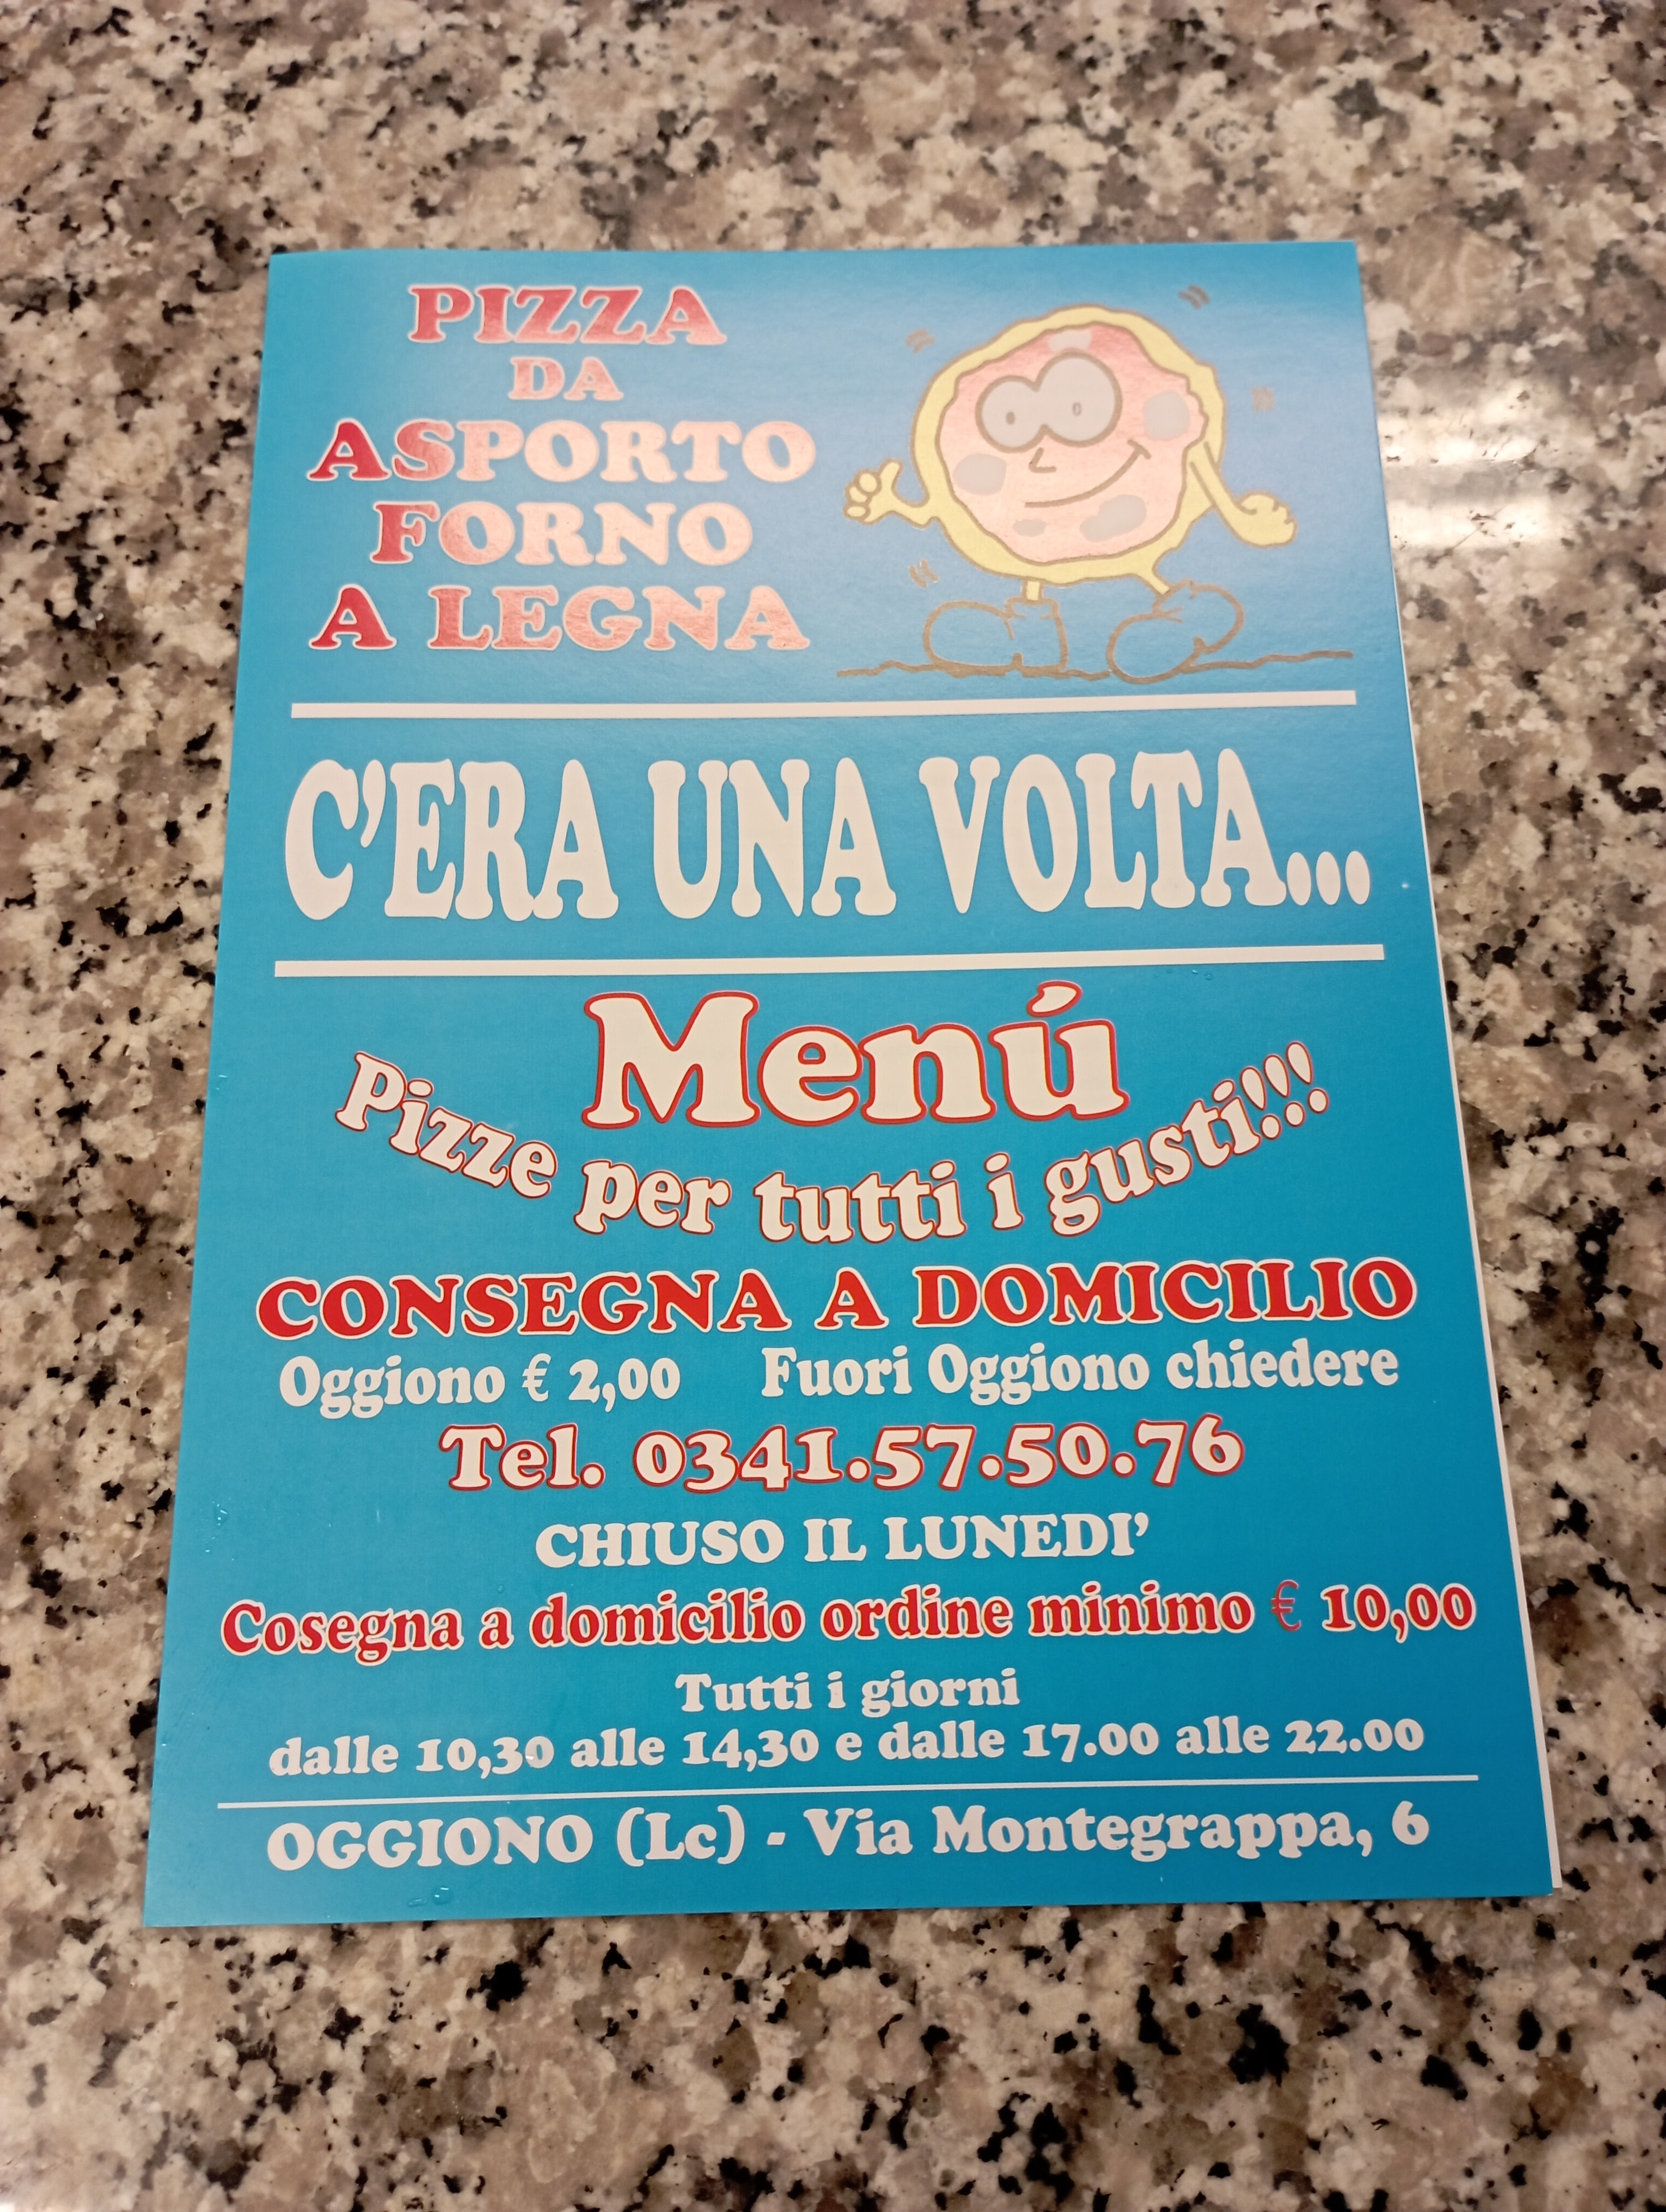 PIZZA
DA
ASPORTO
FORNO
A LEGNA
C'ERA UNA VOLTA...
Menú
Pizze per tutti i gusti!!!
CONSEGNA A DOMICILIO
Oggiono € 2,00 Fuori Oggiono chiedere
Tel. 0341.57.50.76
CHIUSO IL LUNEDI'
Cosegna a domicilio ordine minimo € 10,00
Tutti i giorni
dalle 10,30 alle 14,30 e dalle 17.00 alle 22.00
OGGIONO (Lc) - Via Montegrappa, 6